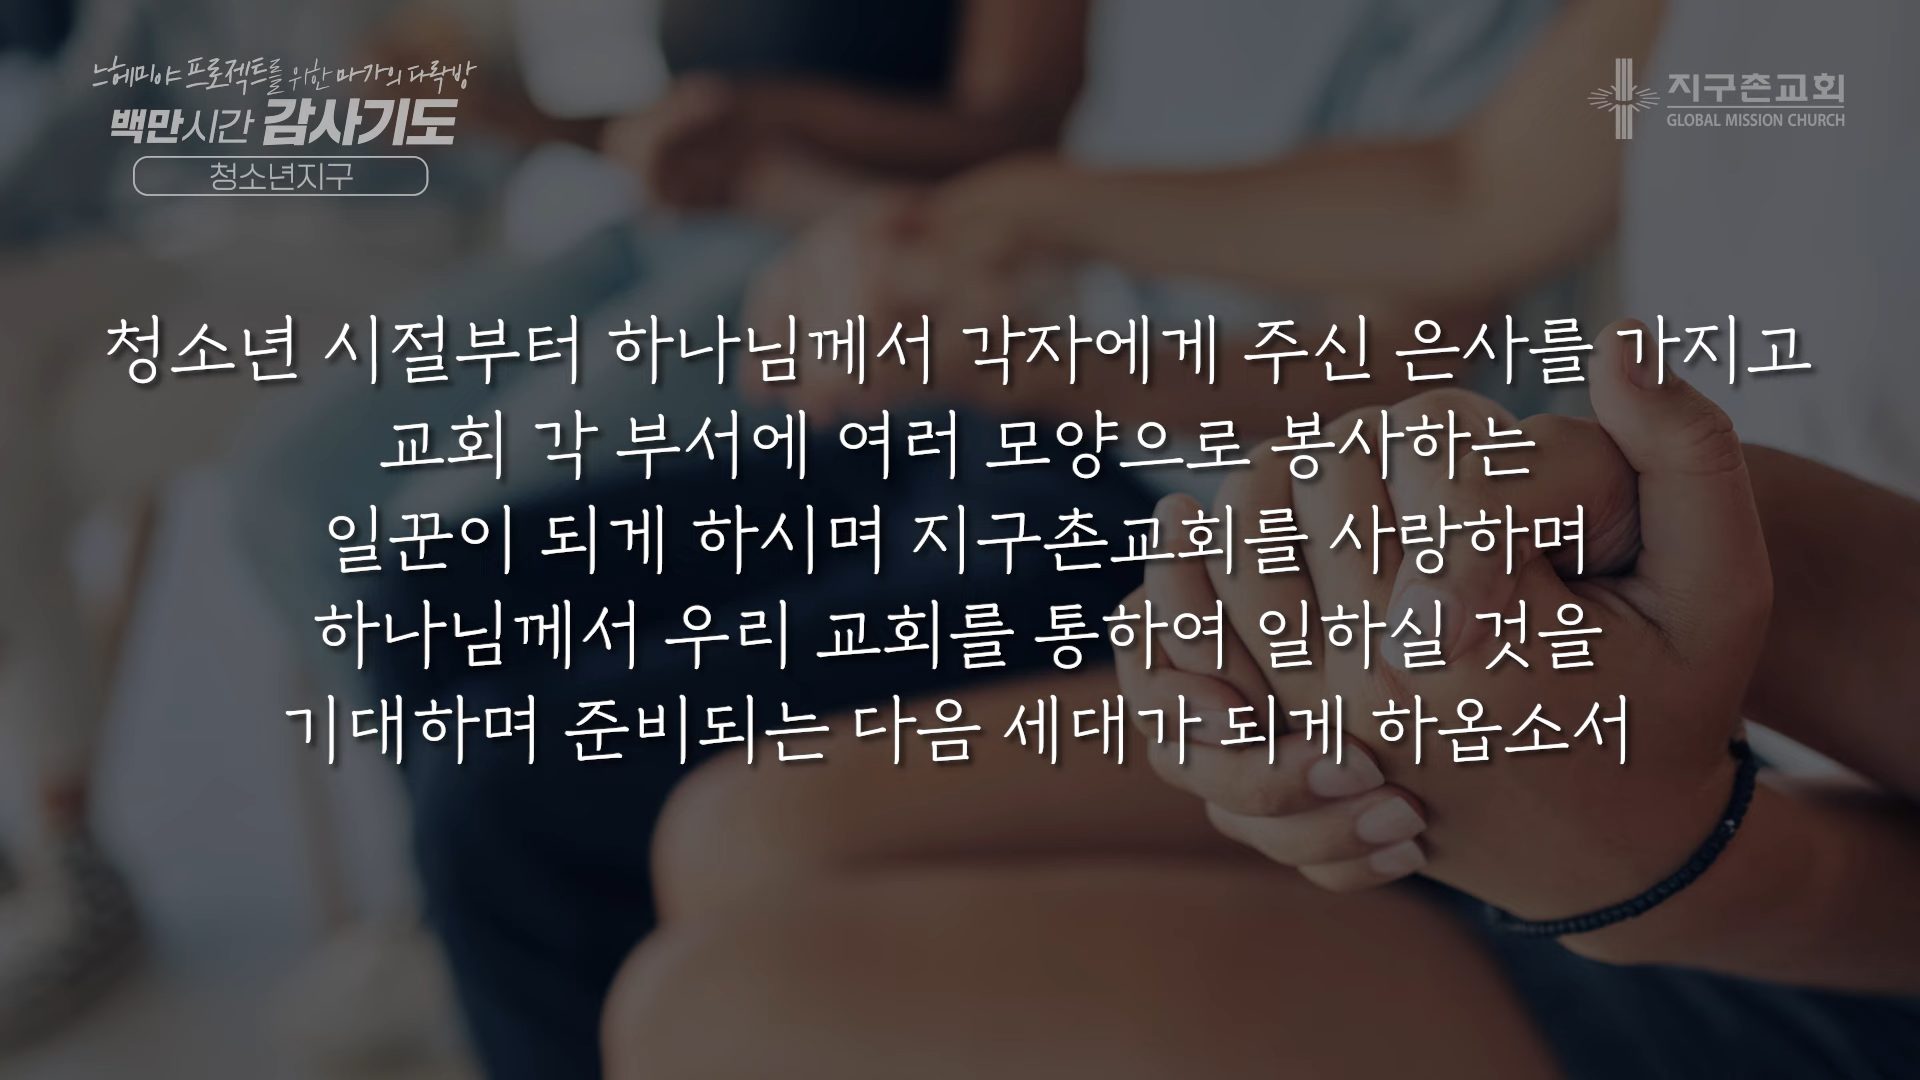 느헤미야 프로젝트를 위한 마가의 다락방
백만시간 감사기도
청소년지구
지구촌교회
GLOBAL MISSION CHURCH
청소년 시절부터 하나님께서 각자에게 주신 은사를 가지고
교회 각 부서에 여러 모양으로 봉사하는
일꾼이 되게 하시며 지구촌교회를 사랑하며
하나님께서 우리 교회를 통하여 일하실 것을
기대하며 준비되는 다음 세대가 되게 하옵소서